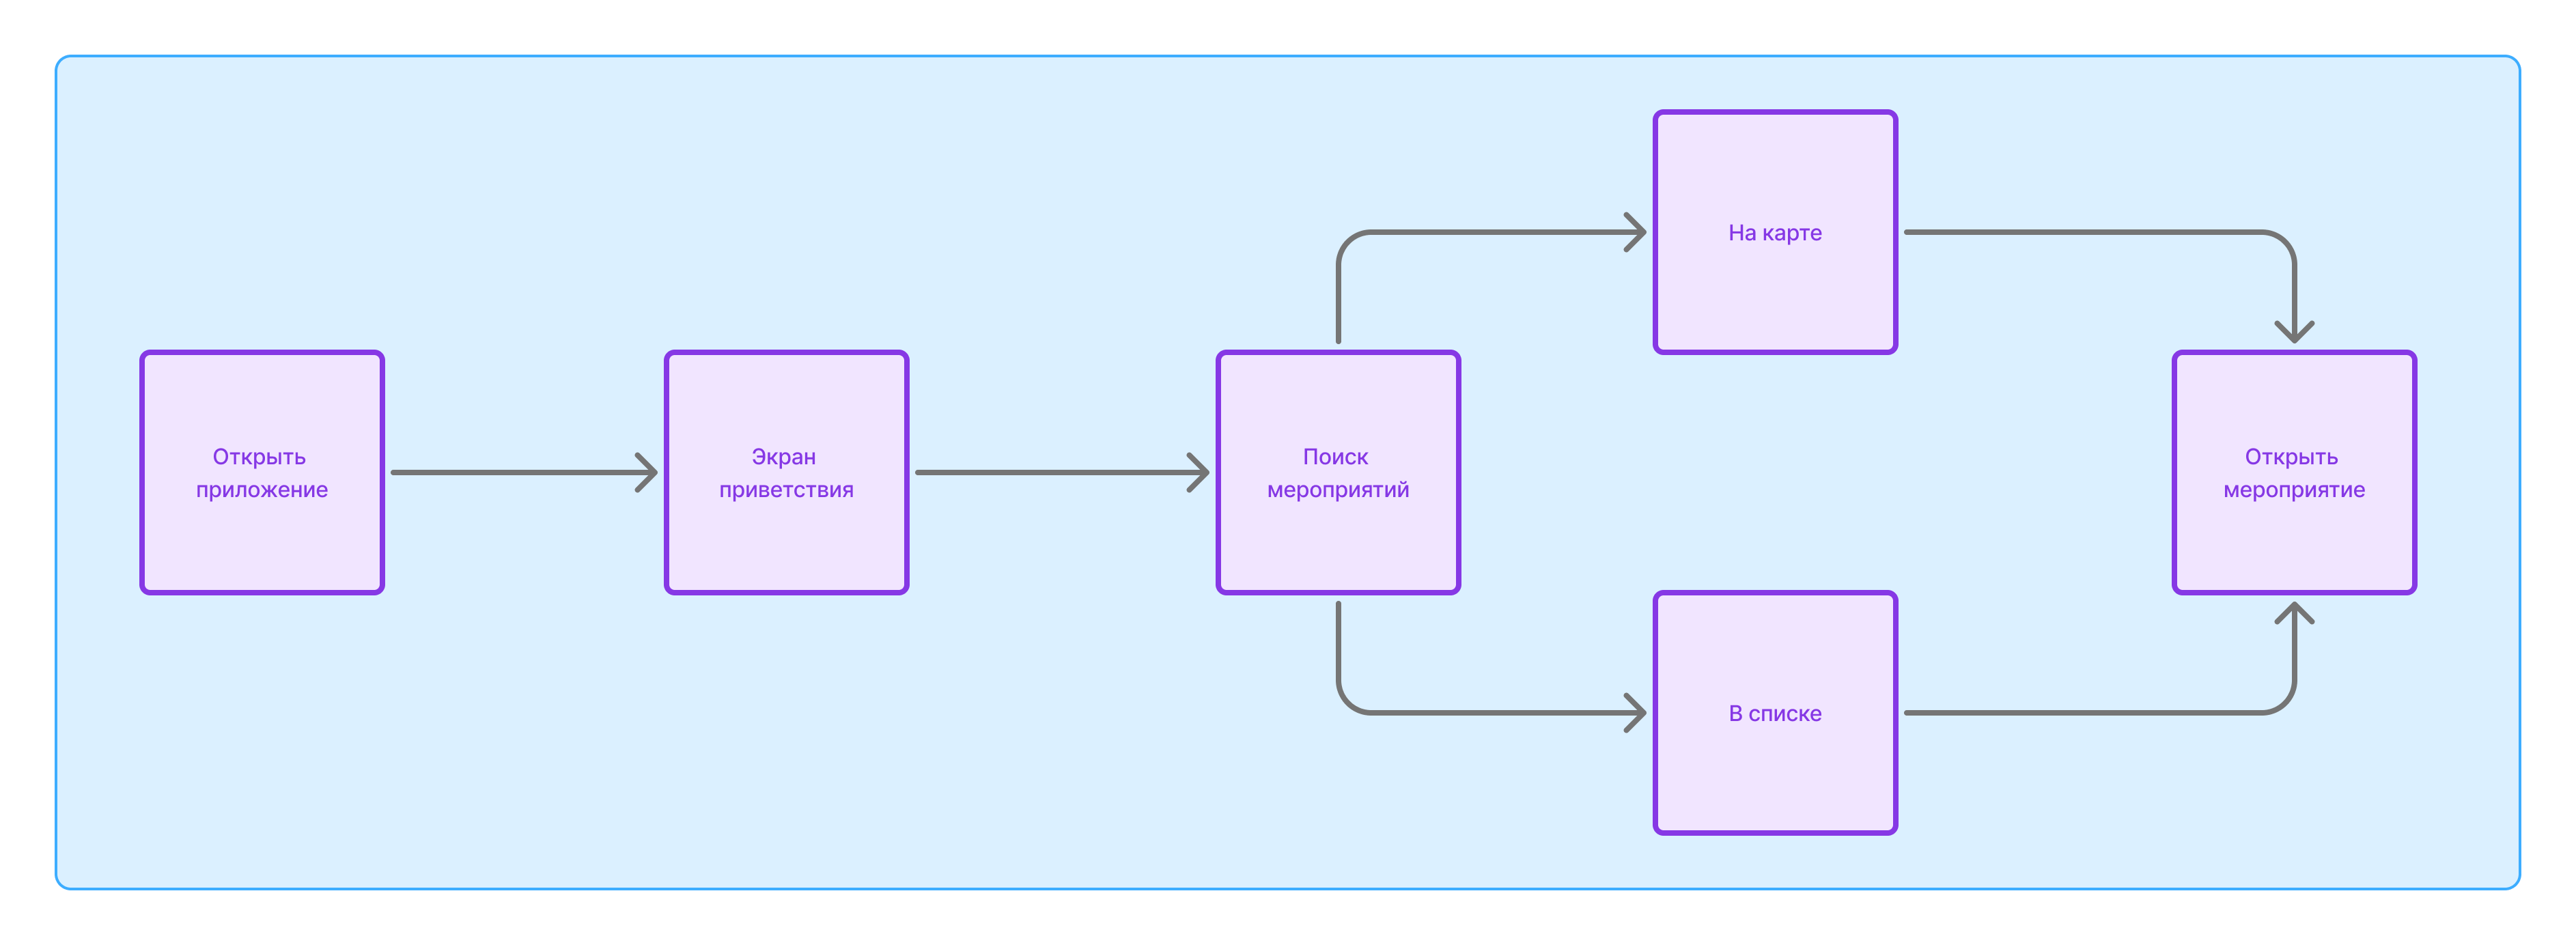 Открыть
приложение
Экран
приветствия
Поиск
мероприятий
На карте
В списке
Открыть
мероприятие